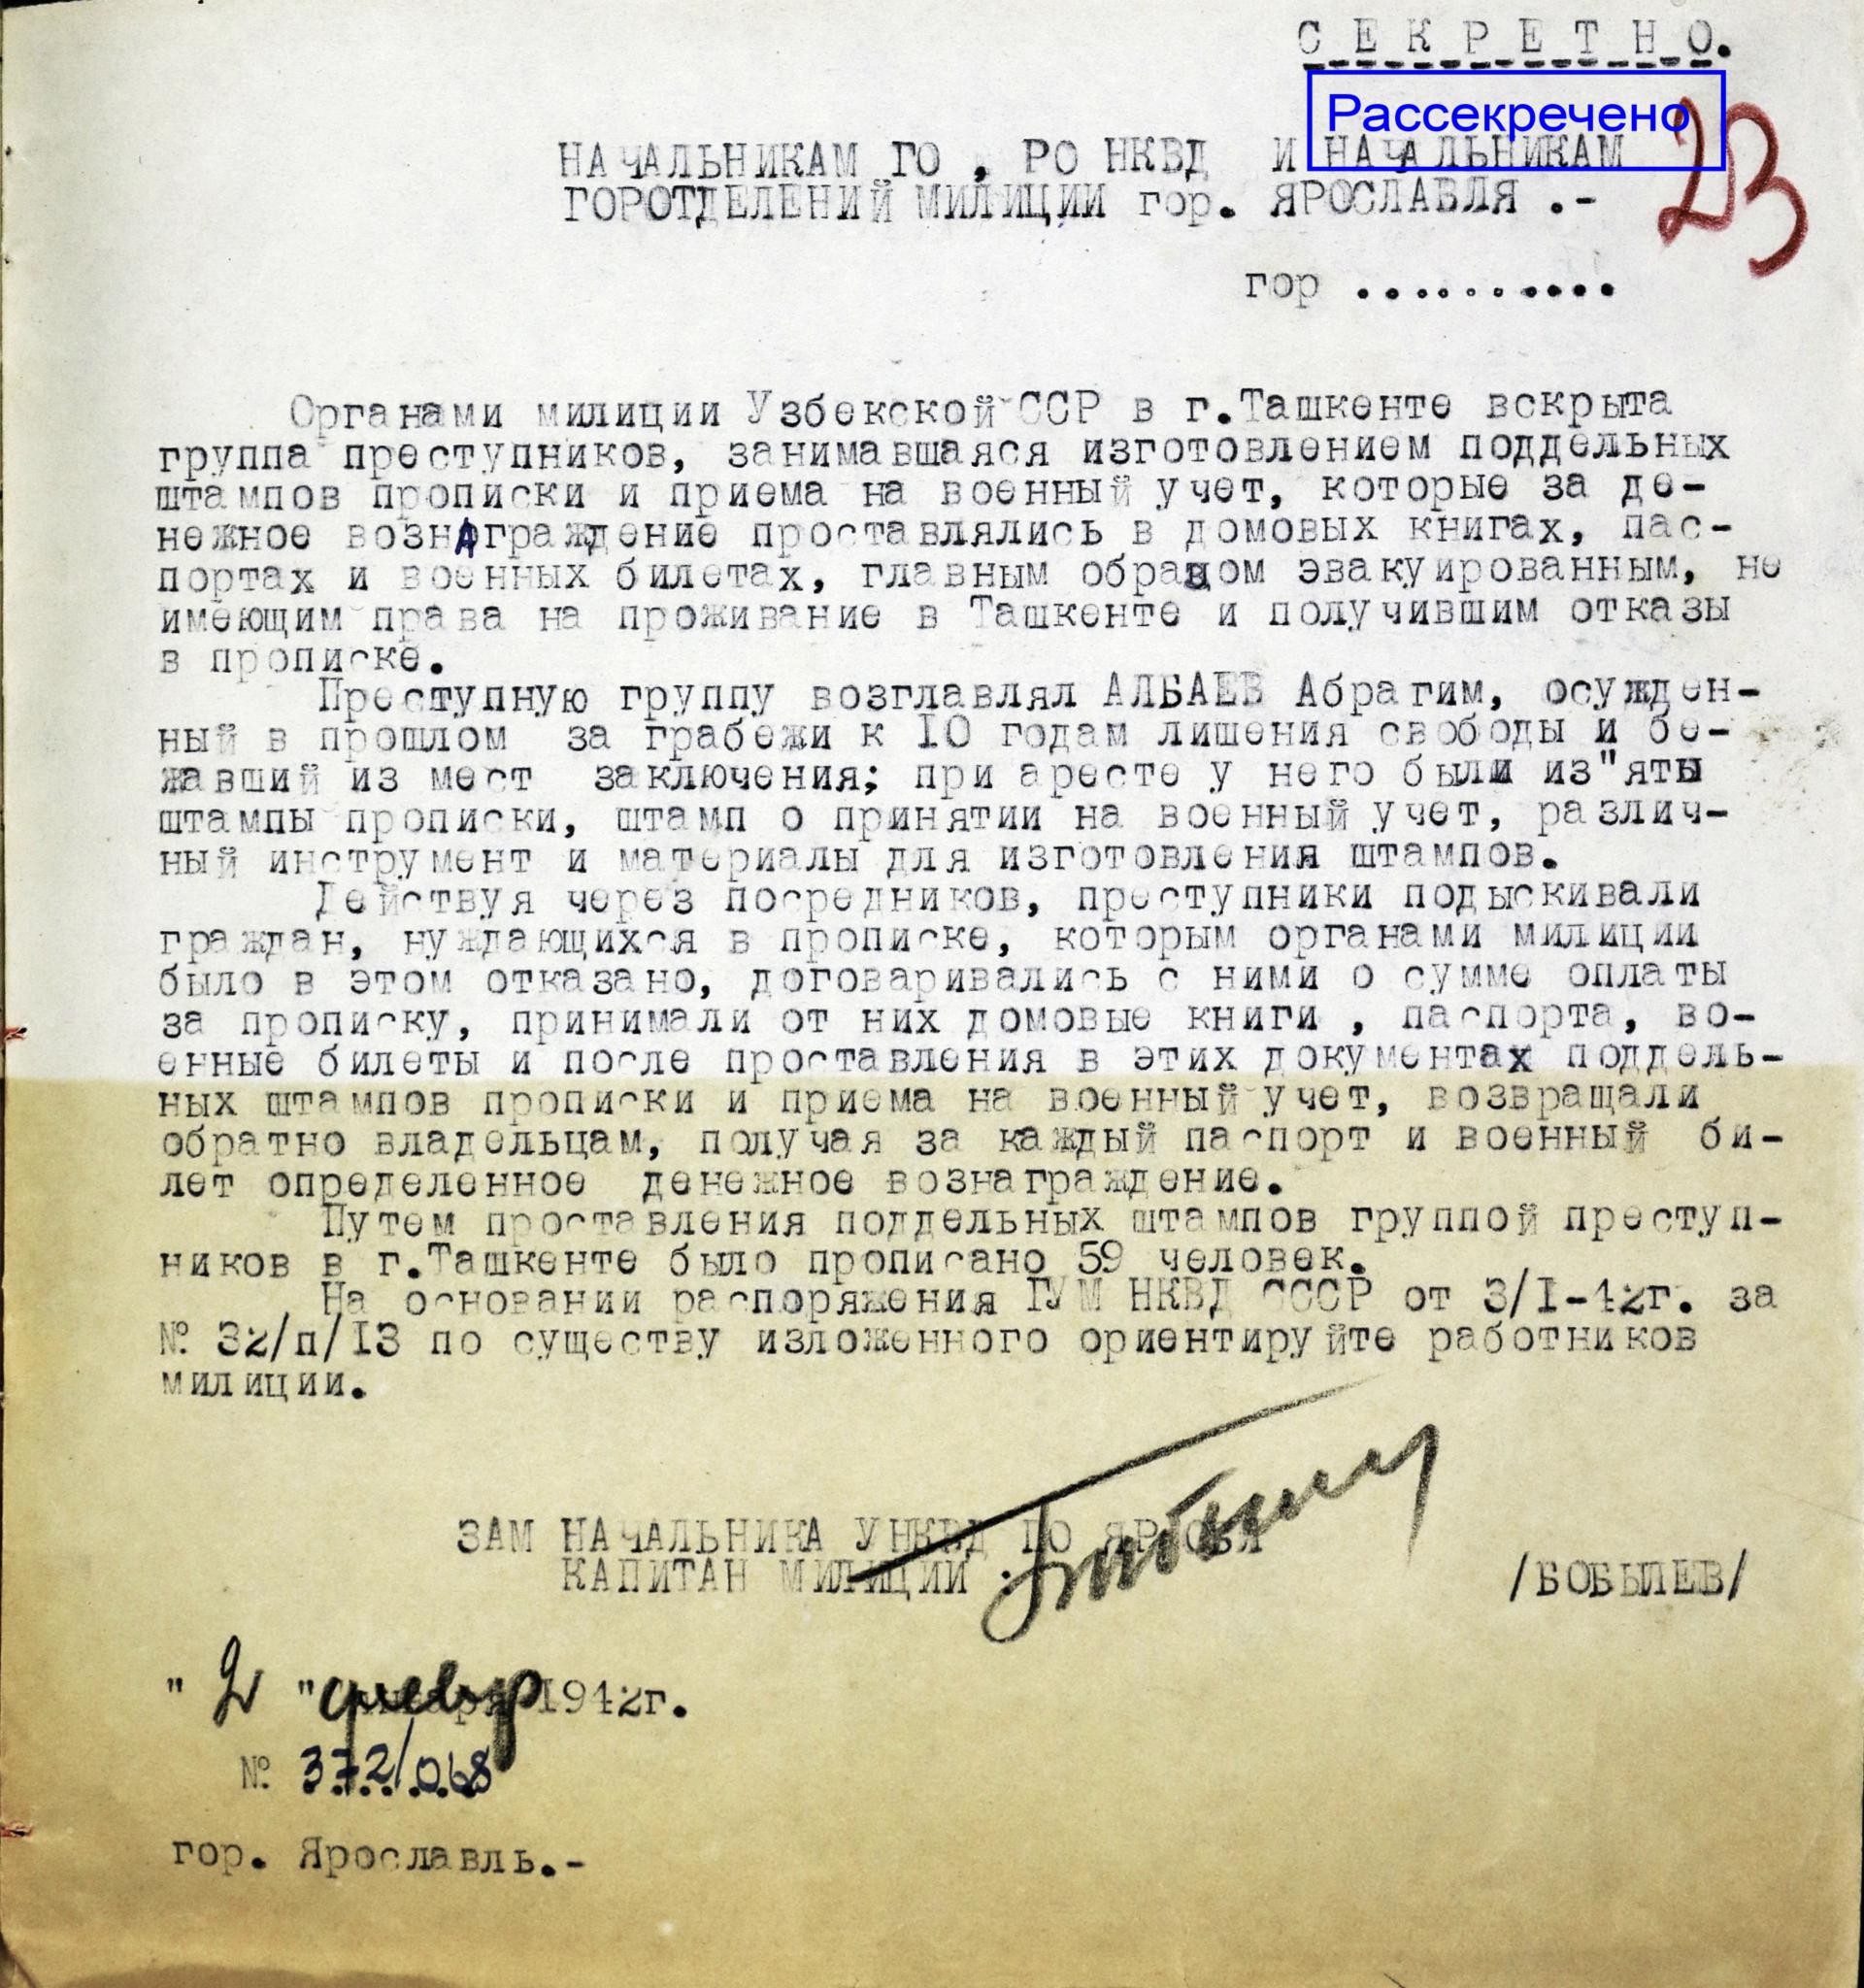 С Е К Р Е Т Н О.
Рассекречено
23
НАЧАЛЬНИКАМ ГО , РО НКВД И НАЧАЛЬНИКАМ
ГОРОТДЕЛЕНИЙ МИЛИЦИИ гор. ЯРОСЛАВЛЯ .-
гор ...........
Органами милиции Узбекской ССР в г.Ташкенте вскрыта
группа преступников, занимавшаяся изготовлением поддельных
штампов прописки и приема на военный учет, которые за де-
нежное вознАграждение проставлялись в домовых книгах, пас-
портах и военных билетах, главным образом эвакуированным, не
имеющим права на проживание в Ташкенте и получившим отказы
в прописке.
Преступную группу возглавлял АЛБАЕВ Абрагим, осужден-
ный в прошлом за грабежи к 10 годам лишения свободы и бе-
жавший из мест заключения; при аресте у него были из"яты
штампы прописки, штамп о принятии на военный учет, различ-
ный инструмент и материалы для изготовления штампов.
Действуя через посредников, преступники подыскивали
граждан, нуждающихся в прописке, которым органами милиции
было в этом отказано, договаривались с ними о сумме оплаты
за прописку, принимали от них домовые книги , паспорта, во-
енные билеты и после проставления в этих документах поддель-
ных штампов прописки и приема на военный учет, возвращали
обратно владельцам, получая за каждый паспорт и военный би-
лет определенное денежное вознаграждение.
Путем проставления поддельных штампов группой преступ-
ников в г.Ташкенте было прописано 59 человек.
На основании распоряжения ГУМ НКВД СССР от 3/I-42г. за
№ 32/п/13 по существу изложенного ориентируйте работников
милиции.
ЗАМ НАЧАЛЬНИКА УНКВД ПО ЯРОБЛ
КАПИТАН МИЛИЦИИ
/БОБЫЛЕВ/
" 2 " февр 1942г.
№ 372/068
гор. Ярославль.-